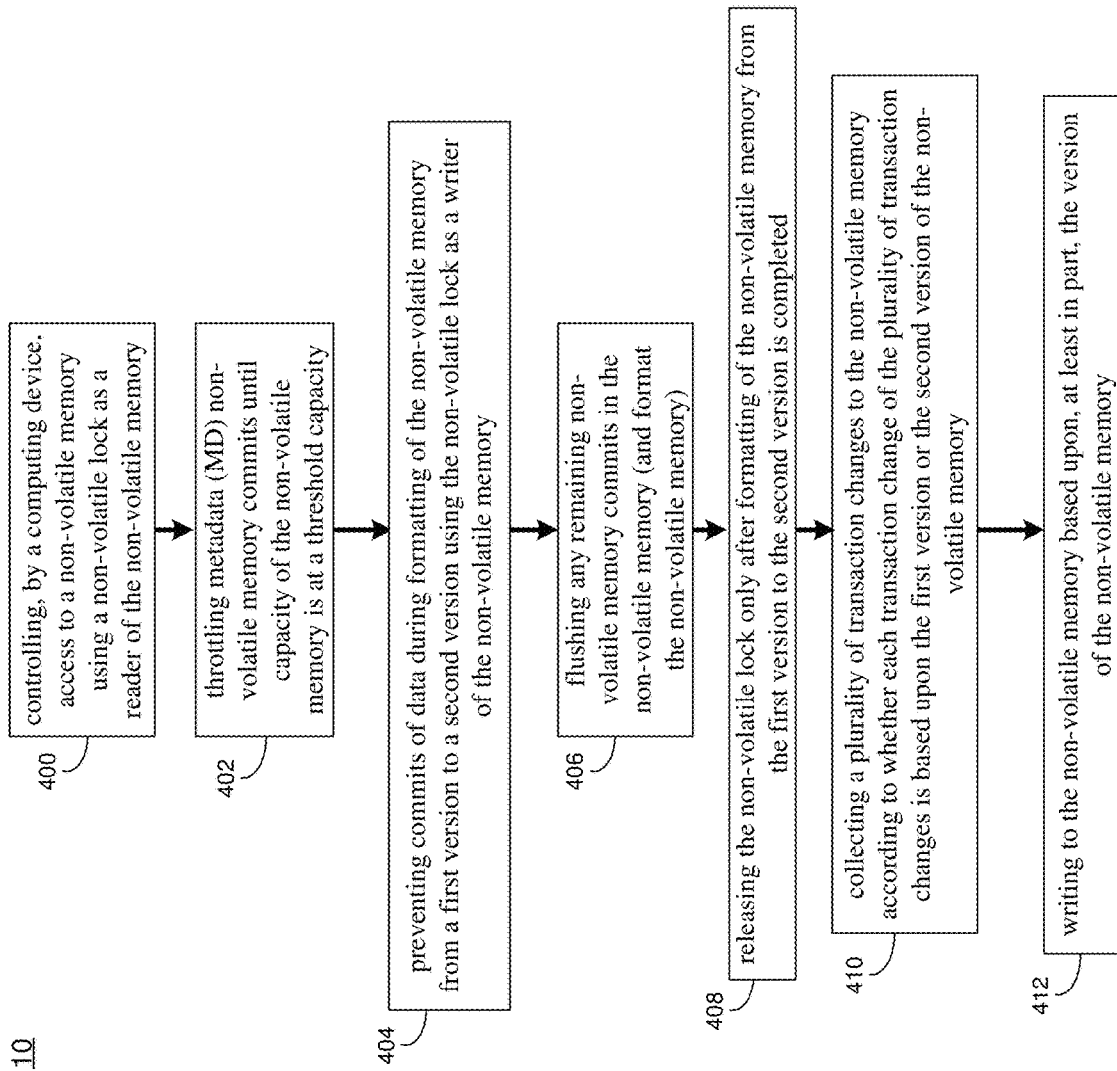 10
controlling, by a computing device,
access to a non-volatile memory
using a non-volatile lock as a
reader of the non-volatile memory
400
throttling metadata (MD) non-
volatile memory commits until
capacity of the non-volatile
memory is at a threshold capacity
402
preventing commits of data during formatting of the non-volatile memory
from a first version to a second version using the non-volatile lock as a writer
of the non-volatile memory
404
flushing any remaining non-
volatile memory commits in the
non-volatile memory (and format
the non-volatile memory)
406
releasing the non-volatile lock only after formatting of the non-volatile memory from
the first version to the second version is completed
408
collecting a plurality of transaction changes to the non-volatile memory
according to whether each transaction change of the plurality of transaction
changes is based upon the first version or the second version of the non-
volatile memory
410
writing to the non-volatile memory based upon, at least in part, the version
of the non-volatile memory
412